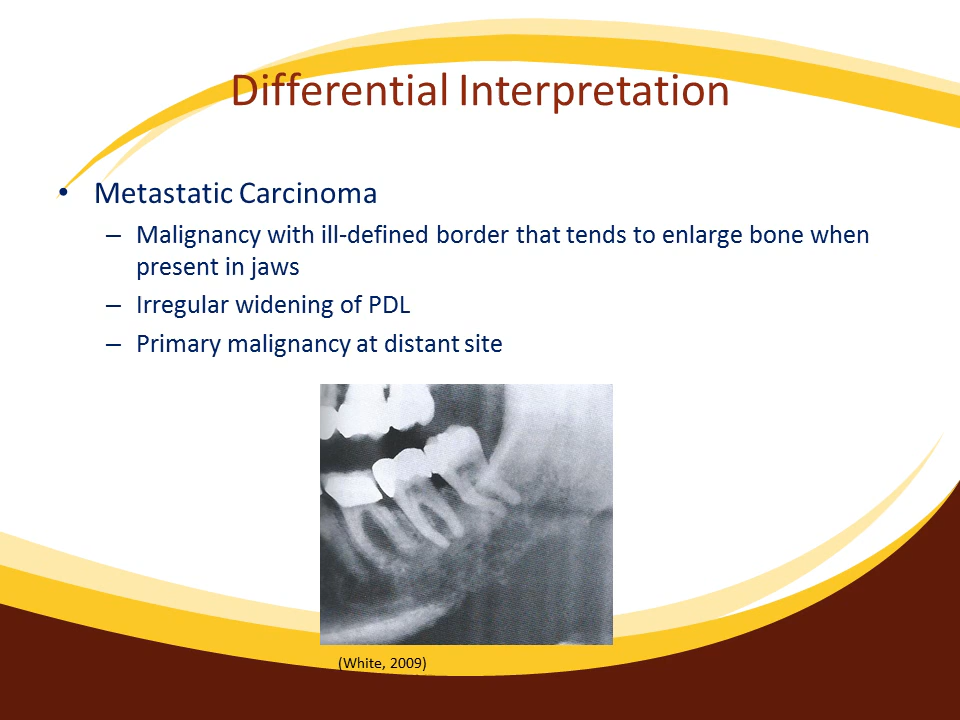 Differential Interpretation
• Metastatic Carcinoma
– Malignancy with ill-defined border that tends to enlarge bone when
present in jaws
– Irregular widening of PDL
– Primary malignancy at distant site
(White, 2009)